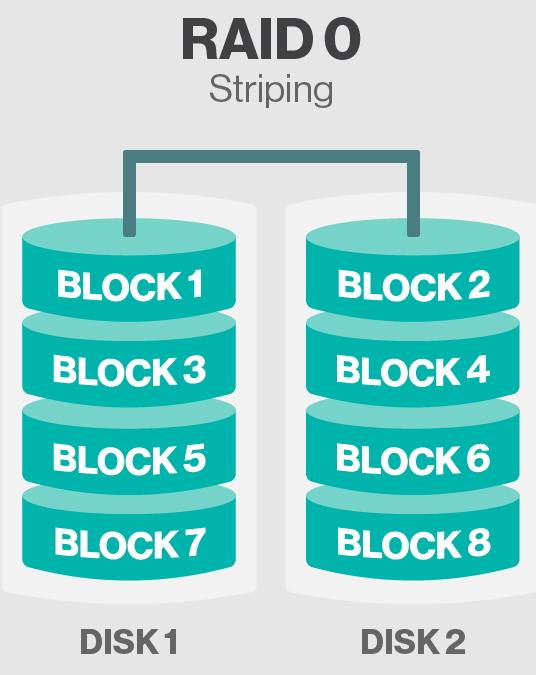 RAID 0
Striping
BLOCK 1
BLOCK 2
BLOCK 3
BLOCK 4
BLOCK 5
BLOCK 6
BLOCK 7
BLOCK 8
DISK 1
DISK 2